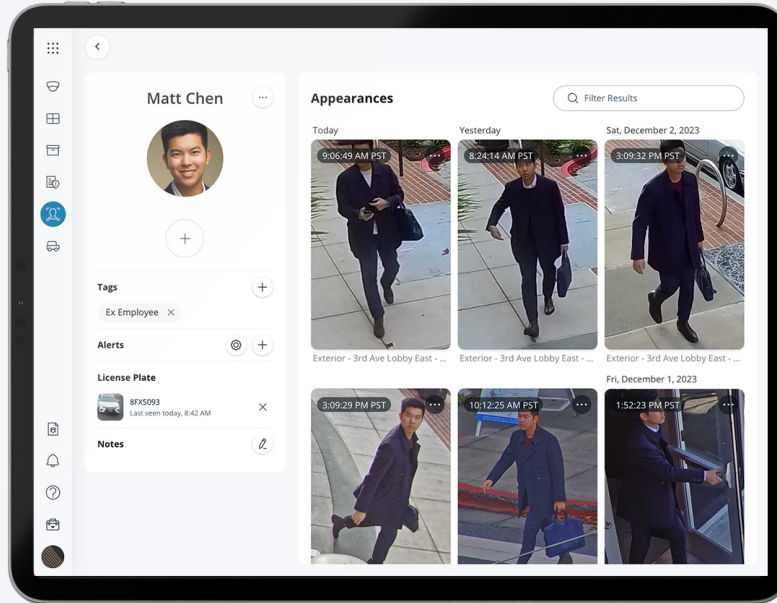 Matt Chen
Appearances
Filter Results
Today
Yesterday
Sat, December 2, 2023
9:06:49 AM PST
8:24:14 AM PST
3:09:32 PM PST
Tags
Ex Employee
Alerts
License Plate
8FXS093
Last seen today, 8:42 AM
Notes
Exterior - 3rd Ave Lobby East - ...
Exterior - 3rd Ave Lobby East - ...
Exterior - 3rd Ave Lobby East - ...
Fri, December 1, 2023
3:09:29 PM PST
10:12:25 AM PST
1:52:23 PM PST